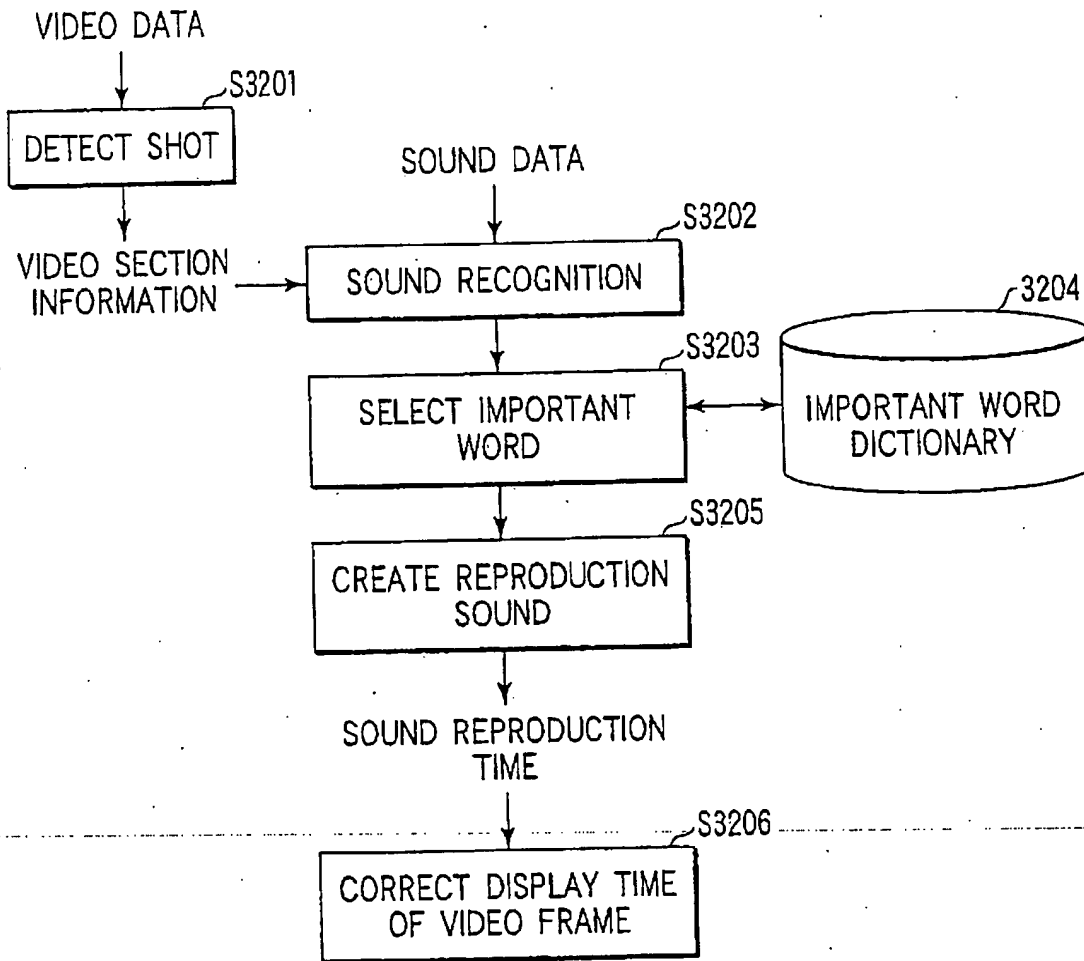 VIDEO DATA
S3201
DETECT SHOT
SOUND DATA
S3202
VIDEO SECTION
INFORMATION
SOUND RECOGNITION
3204
S3203
SELECT IMPORTANT
WORD
IMPORTANT WORD
DICTIONARY
S3205
CREATE REPRODUCTION
SOUND
SOUND REPRODUCTION
TIME
S3206
CORRECT DISPLAY TIME
OF VIDEO FRAME